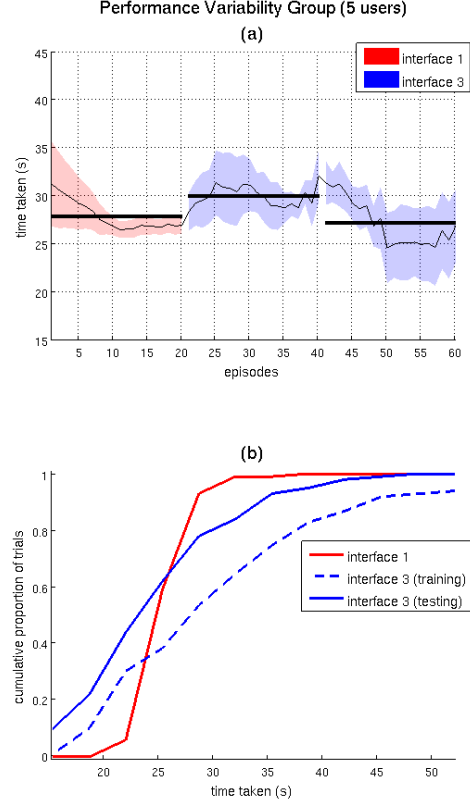 Performance Variability Group (5 users)
(a)
45
40
35
30
25
20
15
time taken (s)
5 10 15 20 25 30 35 40 45 50 55 60
episodes
interface 1
interface 3
(b)
1
0.8
0.6
0.4
0.2
0
cumulative proportion of trials
20 25 30 35 40 45 50
time taken (s)
interface 1
interface 3 (training)
interface 3 (testing)